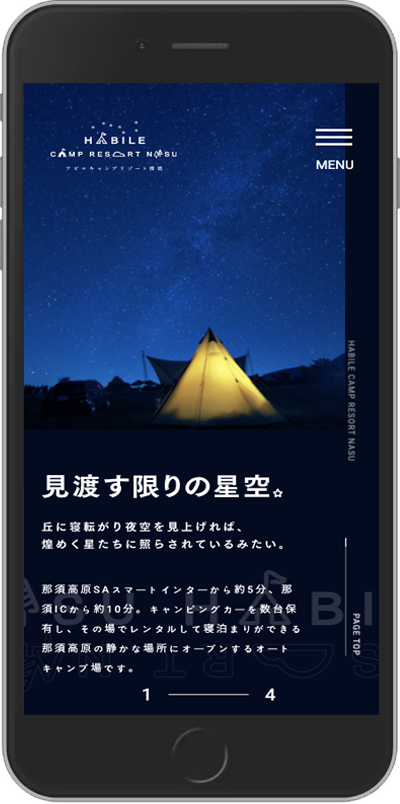 HABILE
CAMP RESORT NASU
アビルキャンプリゾート那須
MENU
HABILE CAMP RESORT NASU
見渡す限りの星空。
丘に寝転がり夜空を見上げれば、
煌めく星たちに照らされているみたい。
那須高原SAスマートインターから約5分、那
須ICから約10分。キャンピングカーを数台保
有し、その場でレンタルして寝泊まりができる
那須高原の静かな場所にオープンするオート
キャンプ場です。
PAGE TOP
1 4